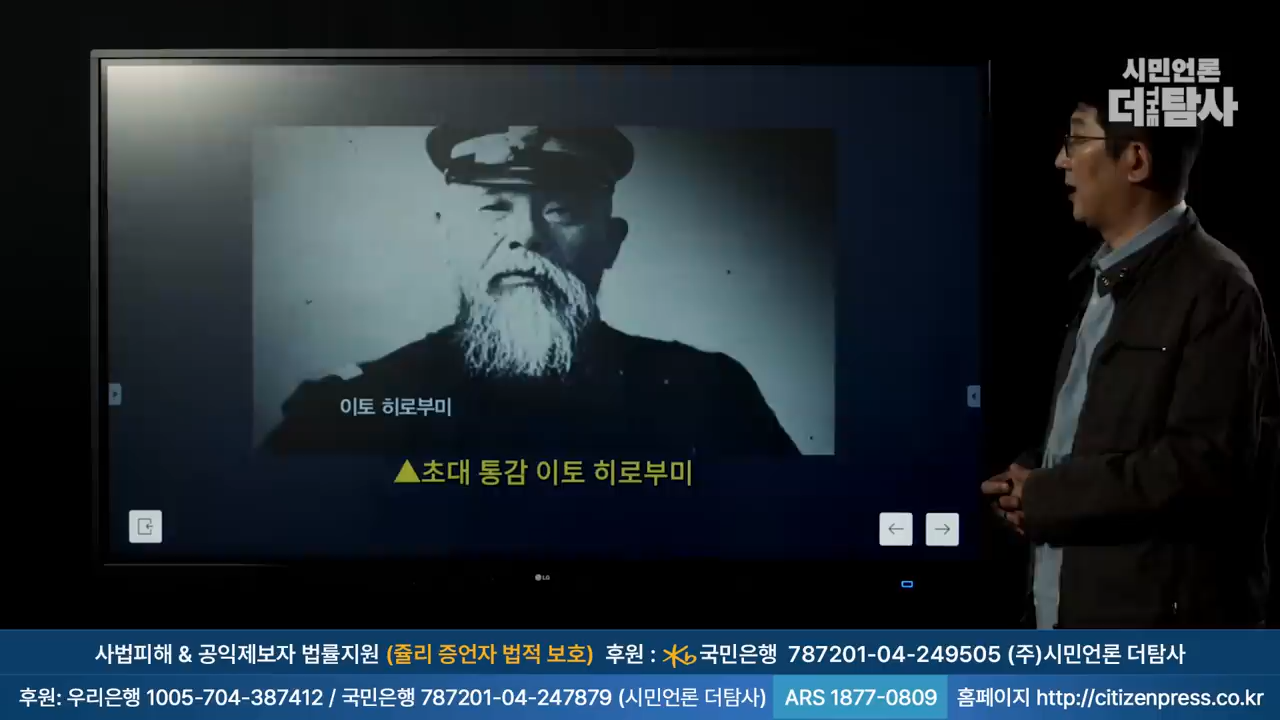 시민언론
더탐사
이토 히로부미
▲초대 통감 이토 히로부미
LG
사법피해 & 공익제보자 법률지원 (쥴리 증언자 법적 보호) 후원 : 국민은행 787201-04-249505 (주)시민언론 더탐사
후원: 우리은행 1005-704-387412 / 국민은행 787201-04-247879 (시민언론 더탐사) ARS 1877-0809 홈페이지 http://citizenpress.co.kr